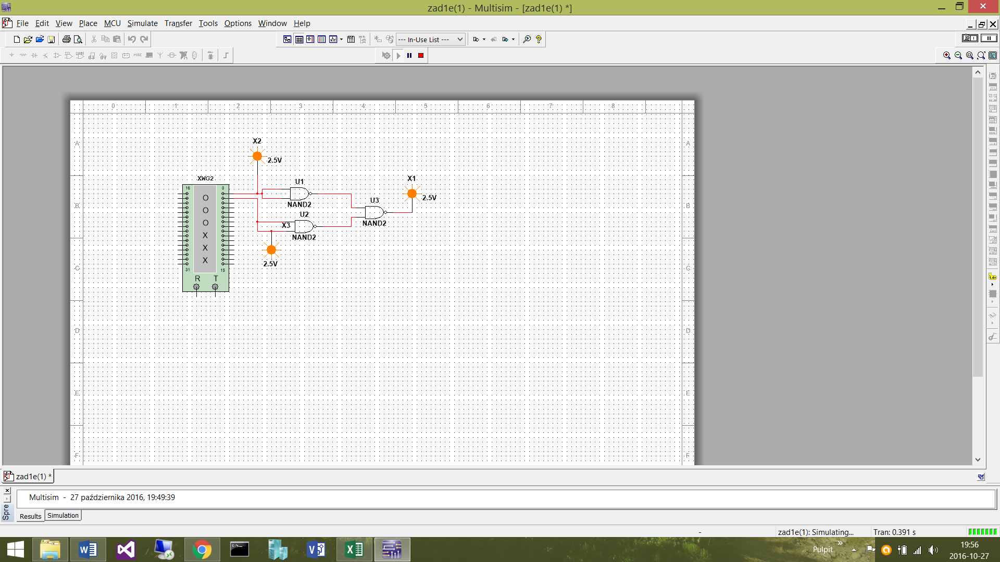 zad1e(1) - Multisim - [zad1e(1) *]
File Edit View Place MCU Simulate Transfer Tools Options Window Help
--- In-Use List ---
MISC
0 1 2 3 4 5 6 7 8
A A
X2
2.5V
XWG2
X1
U1
16 0
2.5V
O
U3
B NAND2 B
O
U2
O
X3
NAND2
X
NAND2
X
X
2.5V
C C
31 15
R T
1.4v
D D
E E
F F
zad1e(1) *
Multisim - 27 października 2016, 19:49:39
Spre
Results Simulation
- zad1e(1): Simulating... Tran: 0.391 s
Pulpit
19:56
2016-10-27